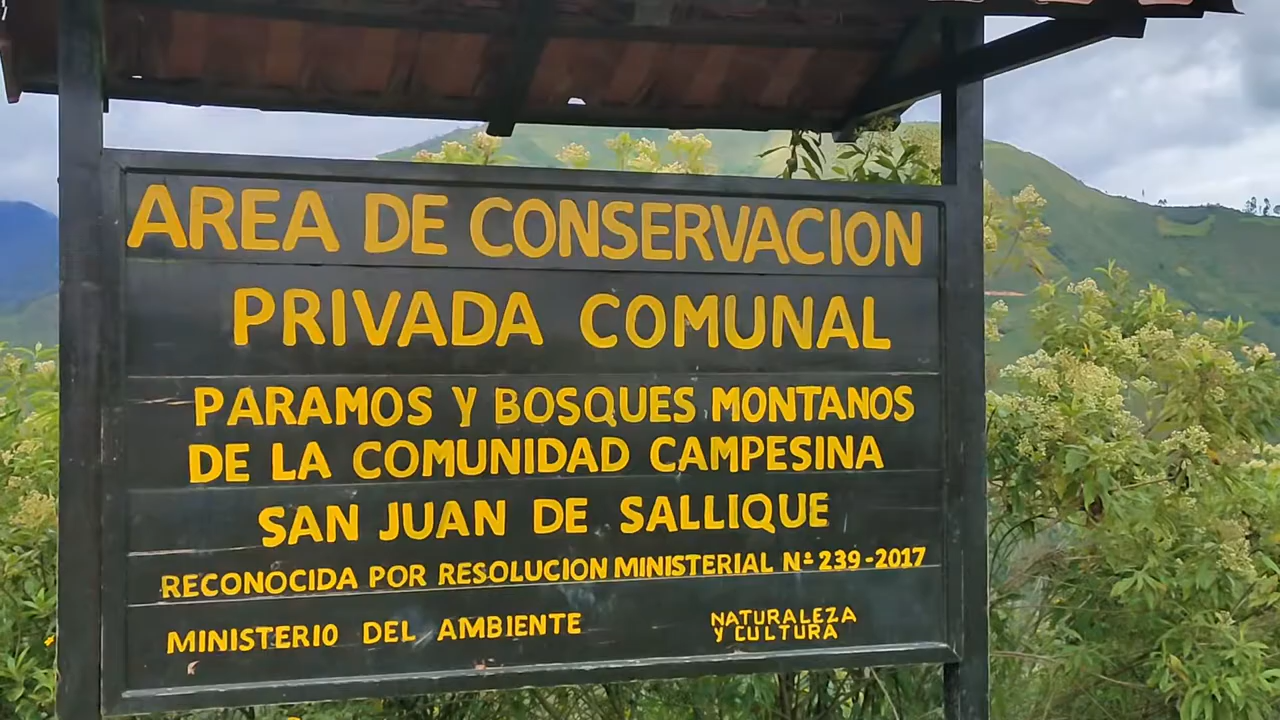 AREA DE CONSERVACION
PRIVADA COMUNAL
PARAMOS Y BOSQUES MONTANOS
DE LA COMUNIDAD CAMPESINA
SAN JUAN DE SALLIQUE
RECONOCIDA POR RESOLUCION MINISTERIAL Nº 239-2017
MINISTERIO DEL AMBIENTE
NATURALEZA
Y CULTURA